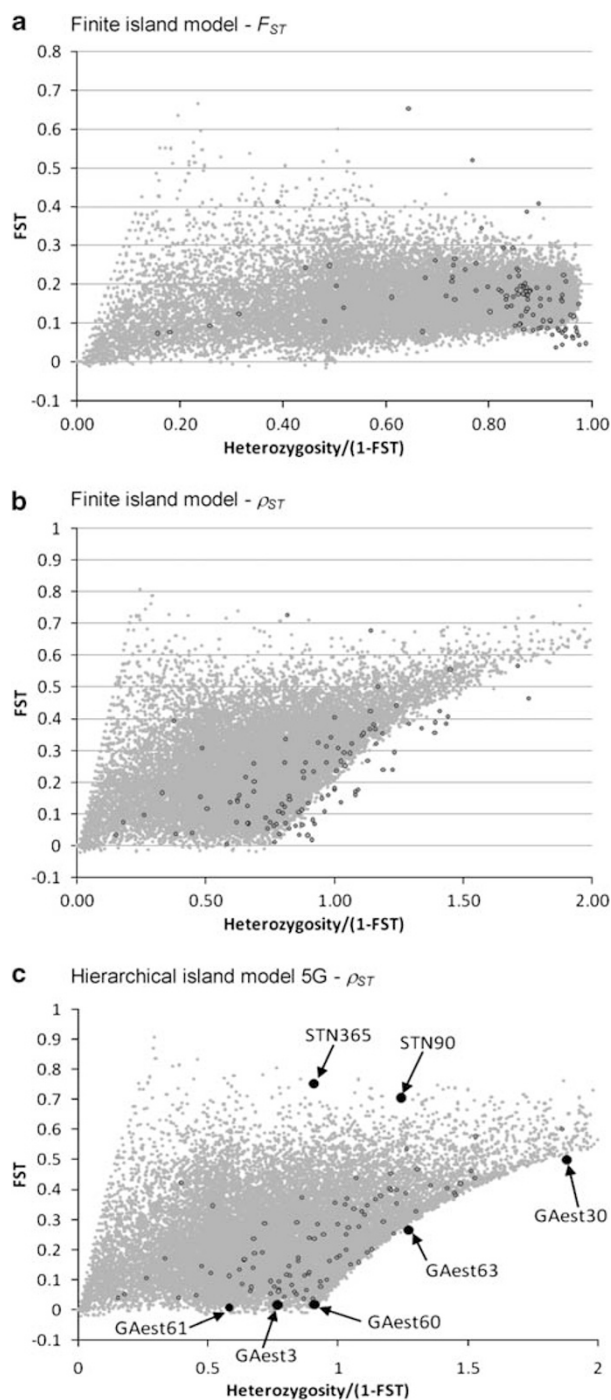 a Finite island model - F_ST
0.8
0.7
0.6
0.5
0.4
0.3
0.2
0.1
0
-0.1
FST
0.00 0.20 0.40 0.60 0.80 1.00
Heterozygosity/(1-FST)
b Finite island model - ρ_ST
1
0.9
0.8
0.7
0.6
0.5
0.4
0.3
0.2
0.1
0
-0.1
FST
0.00 0.50 1.00 1.50 2.00
Heterozygosity/(1-FST)
c Hierarchical island model 5G - ρ_ST
STN365
STN90
1
0.9
0.8
0.7
0.6
0.5
0.4
0.3
0.2
0.1
0
-0.1
FST
GAest30
GAest63
GAest60
GAest61
GAest3
0 0.5 1 1.5 2
Heterozygosity/(1-FST)